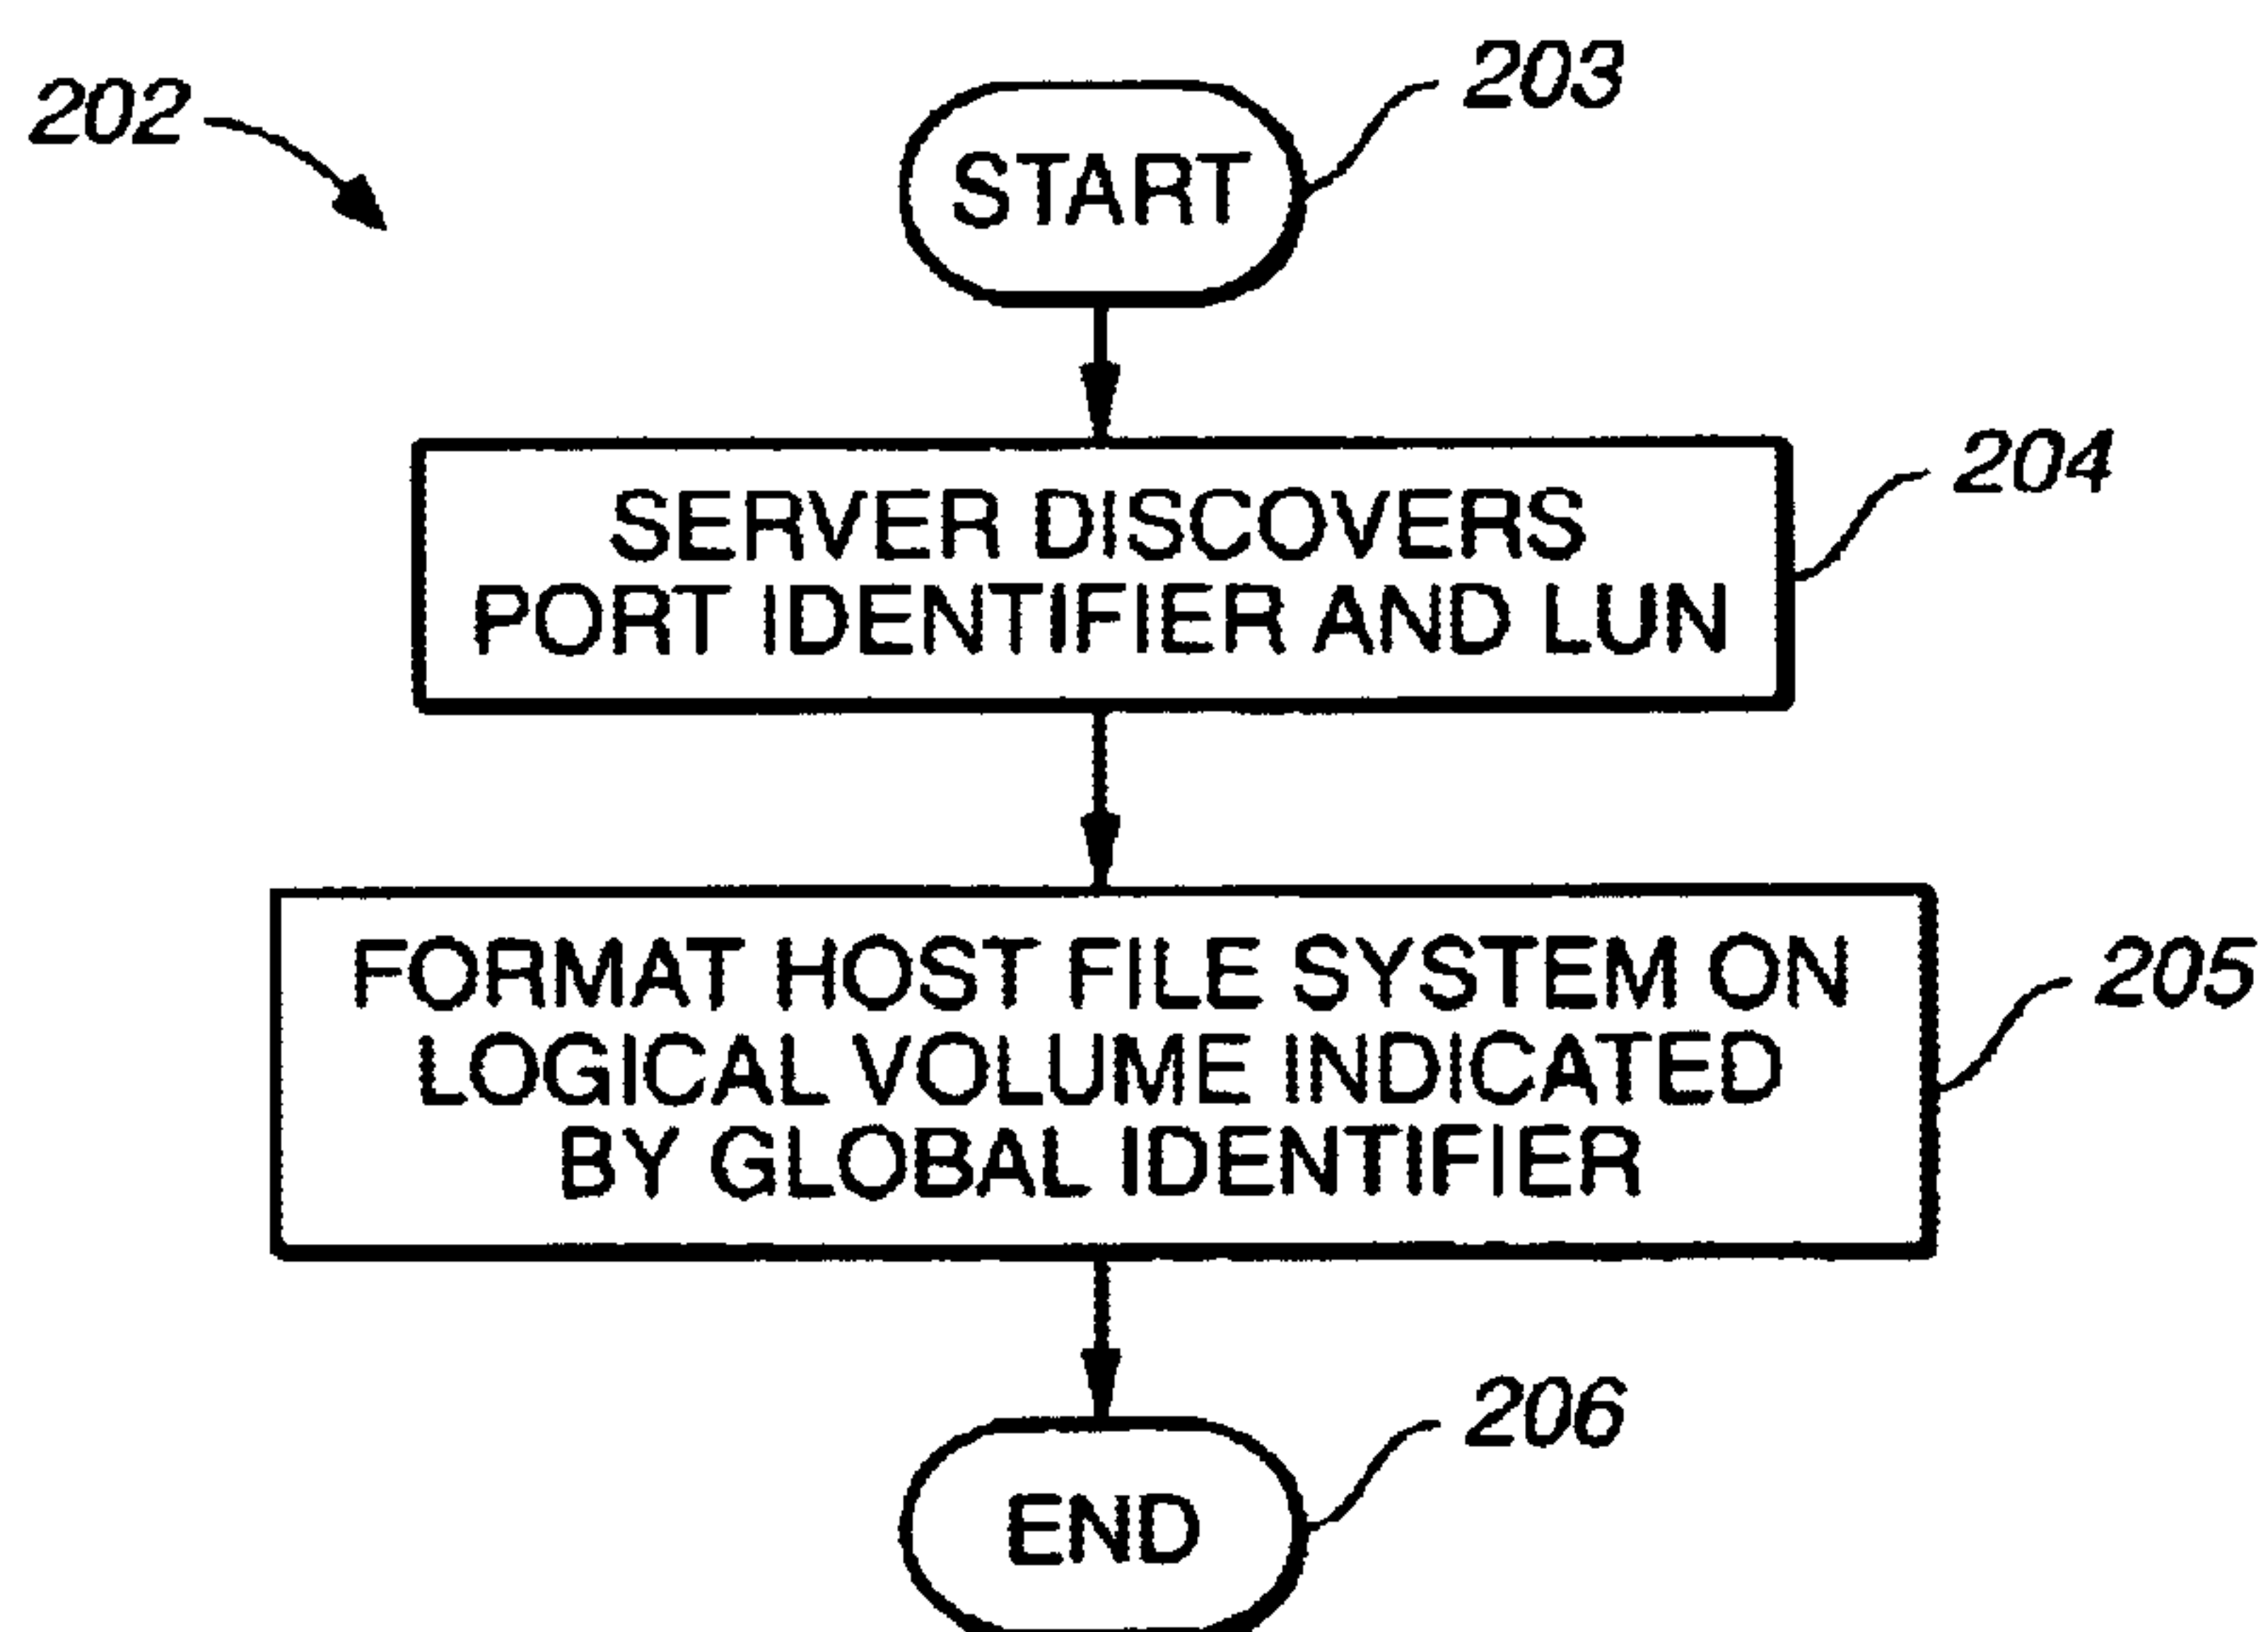 202
203
START
204
SERVER DISCOVERS
PORT IDENTIFIER AND LUN
205
FORMAT HOST FILE SYSTEM ON
LOGICAL VOLUME INDICATED
BY GLOBAL IDENTIFIER
206
END